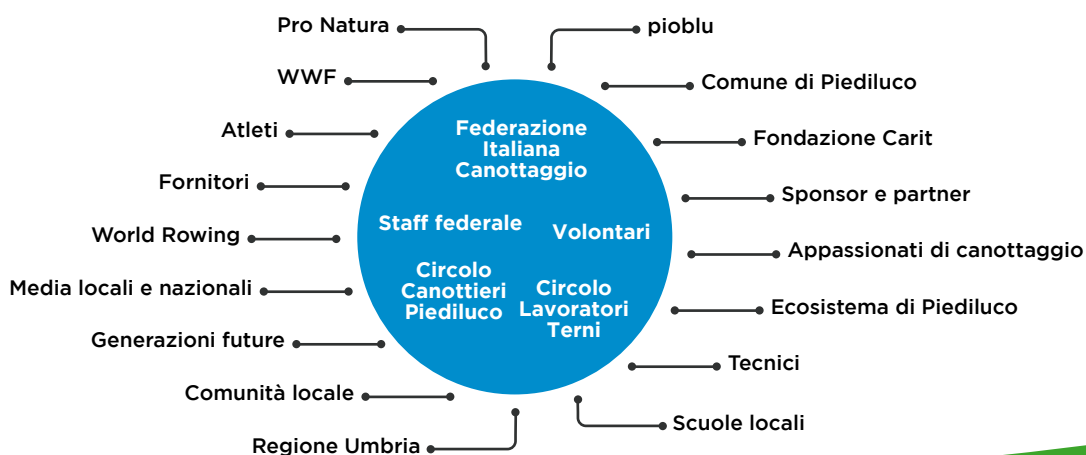 Pro Natura
pioblu
WWF
Comune di Piediluco
Atleti
Fondazione Carit
Fornitori
Sponsor e partner
World Rowing
Appassionati di canottaggio
Media locali e nazionali
Ecosistema di Piediluco
Generazioni future
Tecnici
Comunità locale
Scuole locali
Regione Umbria
Federazione
Italiana
Canottaggio
Staff federale
Volontari
Circolo
Canottieri
Piediluco
Circolo
Lavoratori
Terni